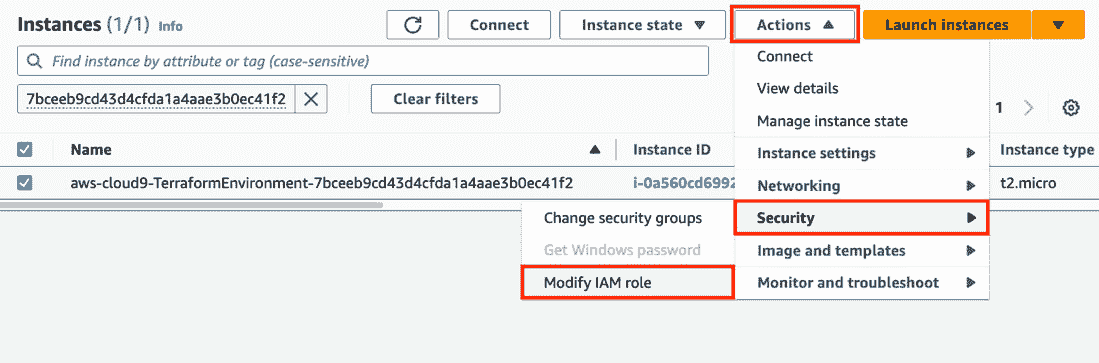 Instances (1/1) Info
Connect
Instance state
Actions
Launch instances
Find instance by attribute or tag (case-sensitive)
Connect
7bceeb9cd43d4cfda1a4aae3b0ec41f2
Clear filters
View details
1
Manage instance state
Name
Instance ID
Instance settings
Instance type
aws-cloud9-TerraformEnvironment-7bceeb9cd43d4cfda1a4aae3b0ec41f2
i-0a560cd6992
Networking
t2.micro
Change security groups
Security
Get Windows password
Image and templates
Modify IAM role
Monitor and troubleshoot